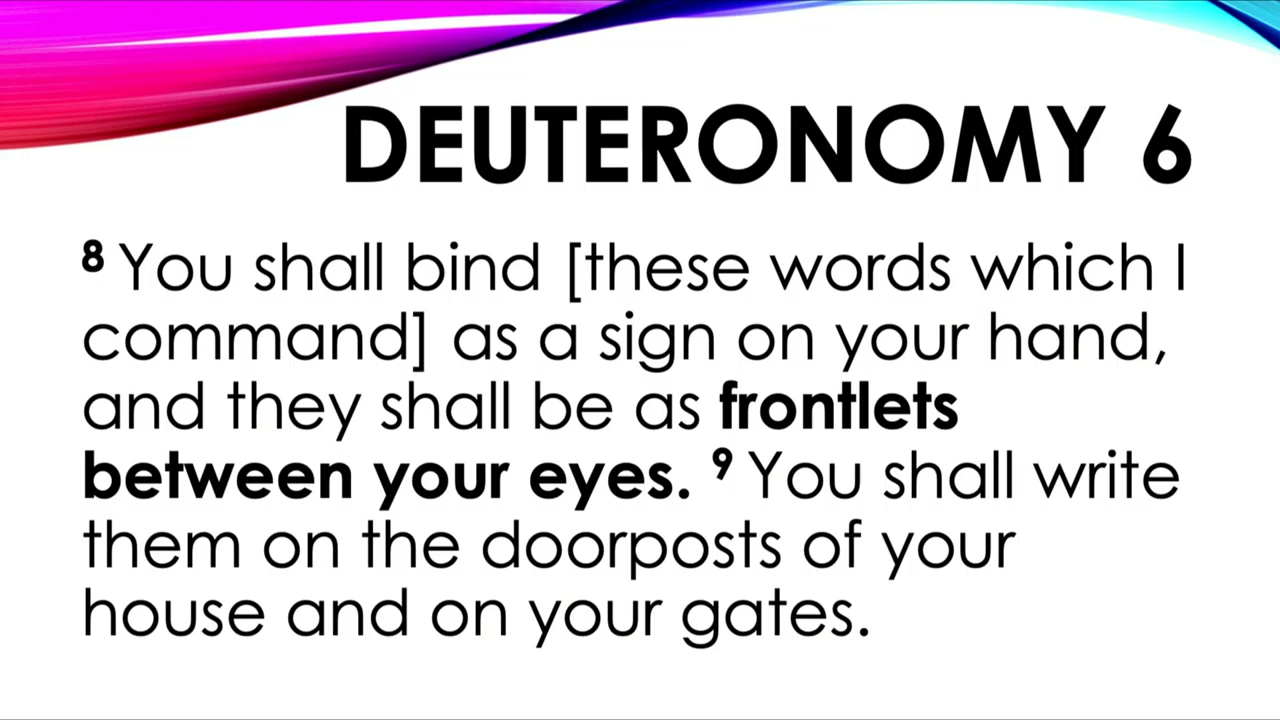 DEUTERONOMY 6
8 You shall bind [these words which I
command] as a sign on your hand,
and they shall be as frontlets
between your eyes. 9 You shall write
them on the doorposts of your
house and on your gates.